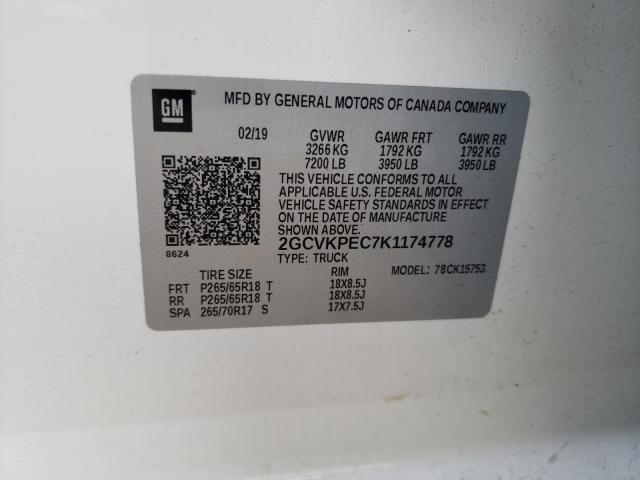 GM
MFD BY GENERAL MOTORS OF CANADA COMPANY
02/19 GVWR GAWR FRT GAWR RR
3266 KG 1792 KG 1792 KG
7200 LB 3950 LB 3950 LB
THIS VEHICLE CONFORMS TO ALL
APPLICABLE U.S. FEDERAL MOTOR
VEHICLE SAFETY STANDARDS IN EFFECT
ON THE DATE OF MANUFACTURE
SHOWN ABOVE.
8624
2GCVKPEC7K1174778
TYPE: TRUCK MODEL: 78CK15753
TIRE SIZE RIM
FRT P265/65R18 T 18X8.5J
RR P265/65R18 T 18X8.5J
SPA 265/70R17 S 17X7.5J